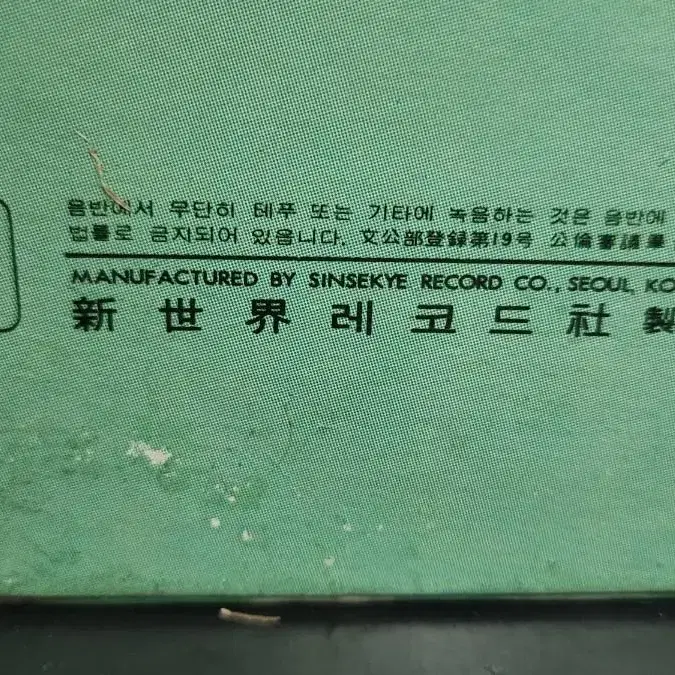 음반에서 무단히 테푸 또는 기타에 녹음하는 것은 음반에
법률로 금지되어 있읍니다. 文公部登録第19号 公倫審議畢
MANUFACTURED BY SINSEKYE RECORD CO., SEOUL, KO
新世界레코드社製